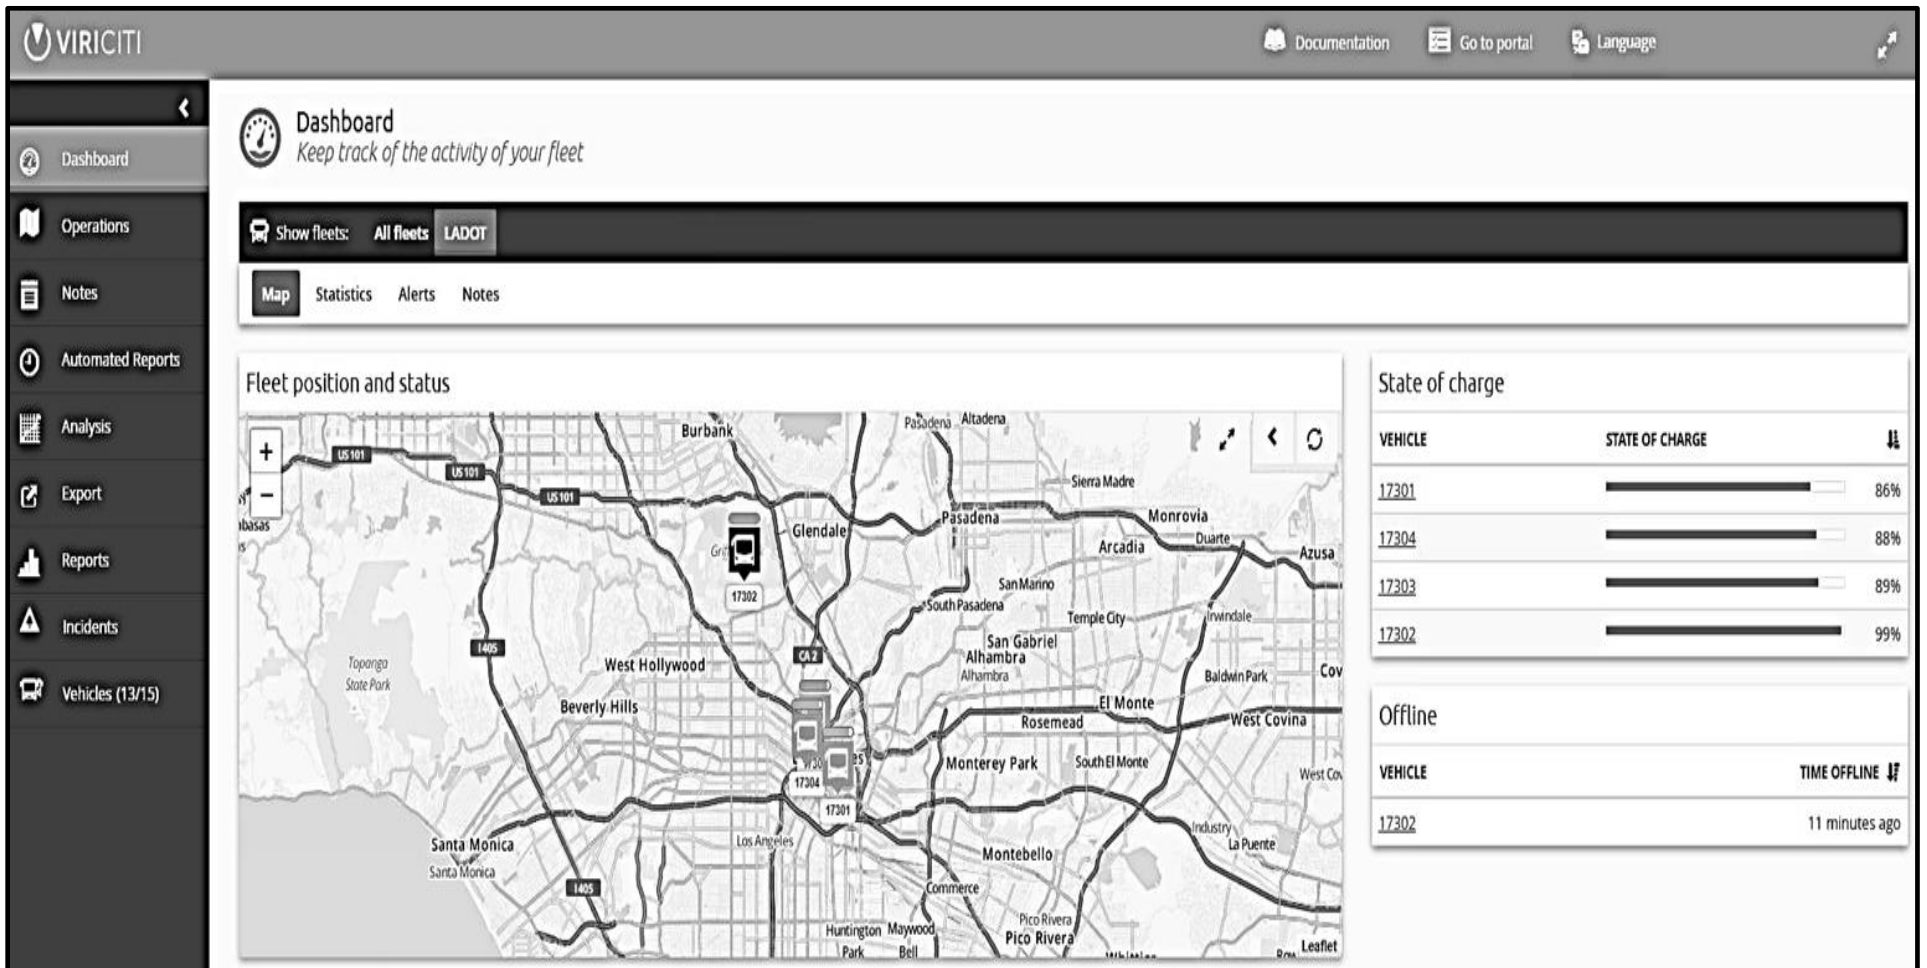 VIRICITI
Documentation
Go to portal
Language
Dashboard
Operations
Notes
Automated Reports
Analysis
Export
Reports
Incidents
Vehicles (13/15)
Dashboard
Keep track of the activity of your fleet
Show fleets: All fleets LADOT
Map Statistics Alerts Notes
Fleet position and status
+
−
US 101
US 101
US 101
Burbank
Pasadena
Altadena
Sierra Madre
Glendale
Pasadena
Monrovia
Arcadia
Duarte
Azusa
17302
San Marino
South Pasadena
Temple City
Irwindale
I 405
CA 2
San Gabriel
Alhambra
Alhambra
West Hollywood
Topanga
State Park
Baldwin Park
Beverly Hills
El Monte
Rosemead
West Covina
Monterey Park
South El Monte
17304
17301
Los Angeles
Santa Monica
Santa Monica
Industry
La Puente
Montebello
I 405
Commerce
Pico Rivera
Pico Rivera
Huntington
Park
Maywood
Bell
Leaflet
State of charge
VEHICLE STATE OF CHARGE
17301 86%
17304 88%
17303 89%
17302 99%
Offline
VEHICLE TIME OFFLINE
17302 11 minutes ago